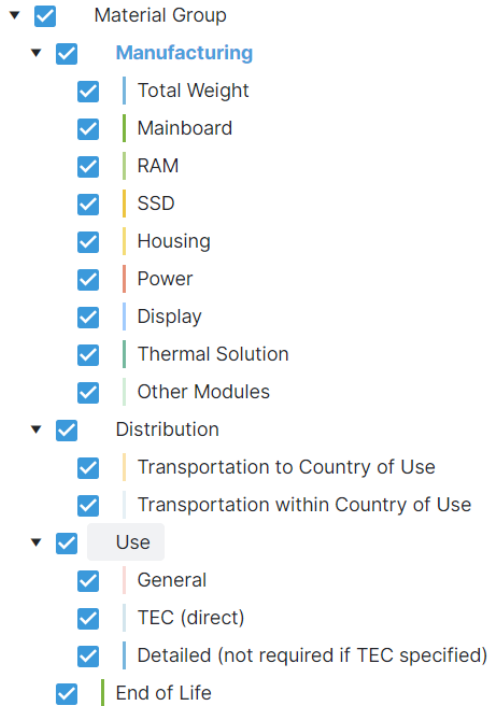 Material Group
Manufacturing
Total Weight
Mainboard
RAM
SSD
Housing
Power
Display
Thermal Solution
Other Modules
Distribution
Transportation to Country of Use
Transportation within Country of Use
Use
General
TEC (direct)
Detailed (not required if TEC specified)
End of Life